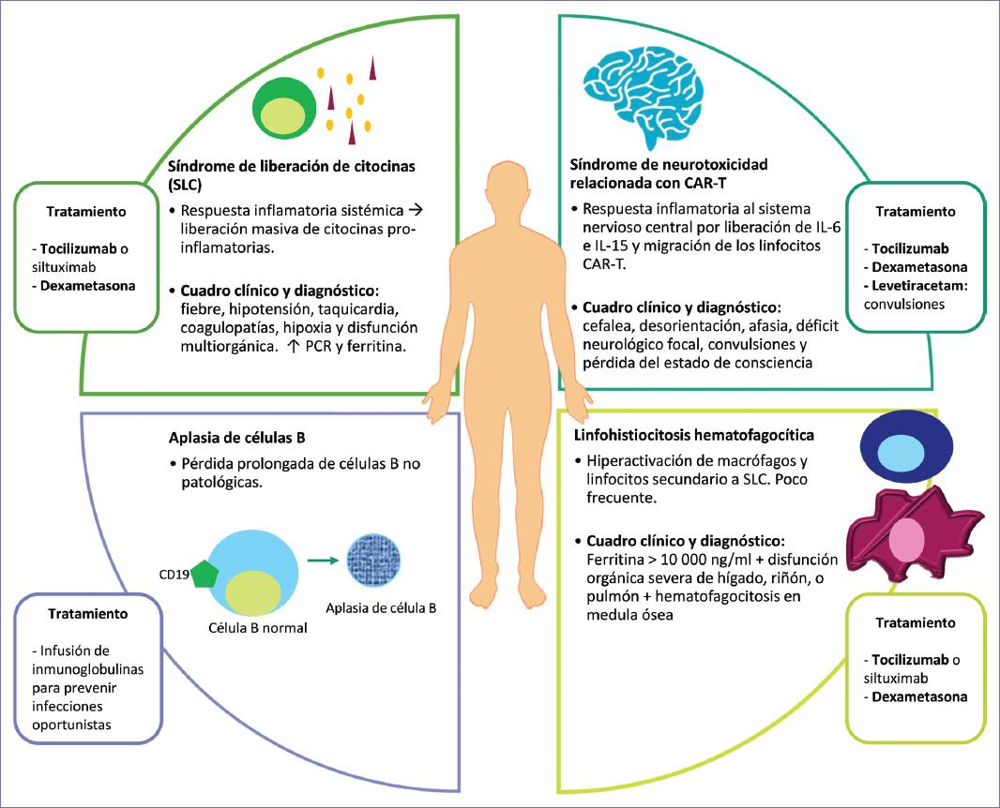 Síndrome de liberación de citocinas
(SLC)
• Respuesta inflamatoria sistémica →
liberación masiva de citocinas pro-
inflamatorias.
• Cuadro clínico y diagnóstico:
fiebre, hipotensión, taquicardia,
coagulopatías, hipoxia y disfunción
multiorgánica. ↑ PCR y ferritina.
Tratamiento
- Tocilizumab o
siltuximab
- Dexametasona
Síndrome de neurotoxicidad
relacionada con CAR-T
• Respuesta inflamatoria al sistema
nervioso central por liberación de IL-6
e IL-15 y migración de los linfocitos
CAR-T.
• Cuadro clínico y diagnóstico:
cefalea, desorientación, afasia, déficit
neurológico focal, convulsiones y
pérdida del estado de consciencia
Tratamiento
- Tocilizumab
- Dexametasona
- Levetiracetam:
convulsiones
Aplasia de células B
• Pérdida prolongada de células B no
patológicas.
CD19
Célula B normal
Aplasia de célula B
Tratamiento
- Infusión de
inmunoglobulinas
para prevenir
infecciones
oportunistas
Linfohistiocitosis hematofagocítica
• Hiperactivación de macrófagos y
linfocitos secundario a SLC. Poco
frecuente.
• Cuadro clínico y diagnóstico:
Ferritina > 10 000 ng/ml + disfunción
orgánica severa de hígado, riñón, o
pulmón + hematofagocitosis en
medula ósea
Tratamiento
- Tocilizumab o
siltuximab
- Dexametasona